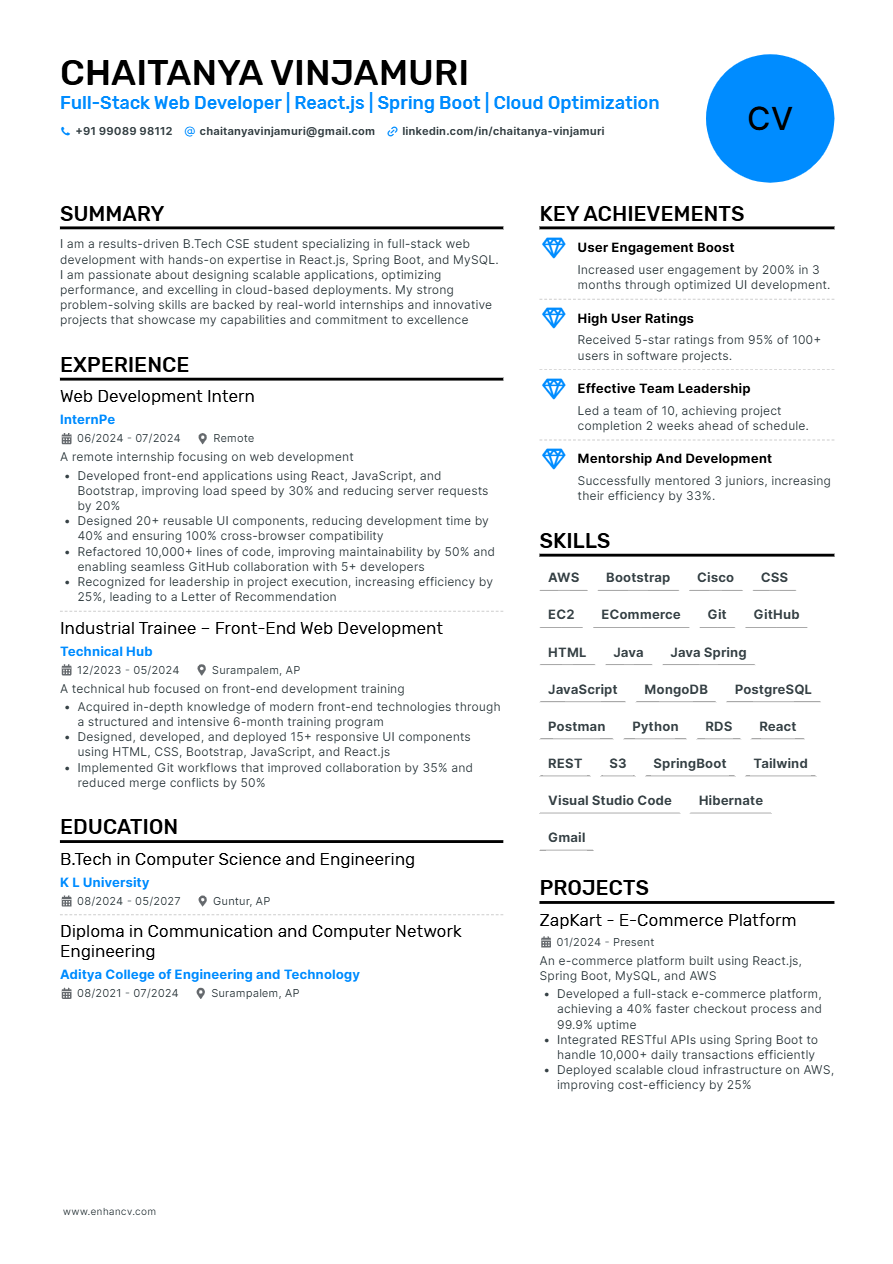 CHAITANYA VINJAMURI
Full-Stack Web Developer | React.js | Spring Boot | Cloud Optimization
+91 99089 98112 chaitanyavinjamuri@gmail.com linkedin.com/in/chaitanya-vinjamuri
CV
SUMMARY
I am a results-driven B.Tech CSE student specializing in full-stack web
development with hands-on expertise in React.js, Spring Boot, and MySQL.
I am passionate about designing scalable applications, optimizing
performance, and excelling in cloud-based deployments. My strong
problem-solving skills are backed by real-world internships and innovative
projects that showcase my capabilities and commitment to excellence
EXPERIENCE
Web Development Intern
InternPe
06/2024 - 07/2024 Remote
A remote internship focusing on web development
• Developed front-end applications using React, JavaScript, and
Bootstrap, improving load speed by 30% and reducing server requests
by 20%
• Designed 20+ reusable UI components, reducing development time by
40% and ensuring 100% cross-browser compatibility
• Refactored 10,000+ lines of code, improving maintainability by 50% and
enabling seamless GitHub collaboration with 5+ developers
• Recognized for leadership in project execution, increasing efficiency by
25%, leading to a Letter of Recommendation
Industrial Trainee – Front-End Web Development
Technical Hub
12/2023 - 05/2024 Surampalem, AP
A technical hub focused on front-end development training
• Acquired in-depth knowledge of modern front-end technologies through
a structured and intensive 6-month training program
• Designed, developed, and deployed 15+ responsive UI components
using HTML, CSS, Bootstrap, JavaScript, and React.js
• Implemented Git workflows that improved collaboration by 35% and
reduced merge conflicts by 50%
EDUCATION
B.Tech in Computer Science and Engineering
K L University
08/2024 - 05/2027 Guntur, AP
Diploma in Communication and Computer Network
Engineering
Aditya College of Engineering and Technology
08/2021 - 07/2024 Surampalem, AP
KEY ACHIEVEMENTS
User Engagement Boost
Increased user engagement by 200% in 3
months through optimized UI development.
High User Ratings
Received 5-star ratings from 95% of 100+
users in software projects.
Effective Team Leadership
Led a team of 10, achieving project
completion 2 weeks ahead of schedule.
Mentorship And Development
Successfully mentored 3 juniors, increasing
their efficiency by 33%.
SKILLS
AWS Bootstrap Cisco CSS
EC2 ECommerce Git GitHub
HTML Java Java Spring
JavaScript MongoDB PostgreSQL
Postman Python RDS React
REST S3 SpringBoot Tailwind
Visual Studio Code Hibernate
Gmail
PROJECTS
ZapKart - E-Commerce Platform
01/2024 - Present
An e-commerce platform built using React.js,
Spring Boot, MySQL, and AWS
• Developed a full-stack e-commerce platform,
achieving a 40% faster checkout process and
99.9% uptime
• Integrated RESTful APIs using Spring Boot to
handle 10,000+ daily transactions efficiently
• Deployed scalable cloud infrastructure on AWS,
improving cost-efficiency by 25%
www.enhancv.com